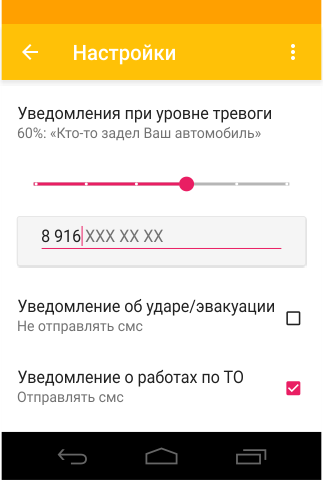 Настройки
Уведомления при уровне тревоги
60%: «Кто-то задел Ваш автомобиль»
8 916 XXX XX XX
Уведомление об ударе/эвакуации
Не отправлять смс
Уведомление о работах по ТО
Отправлять смс